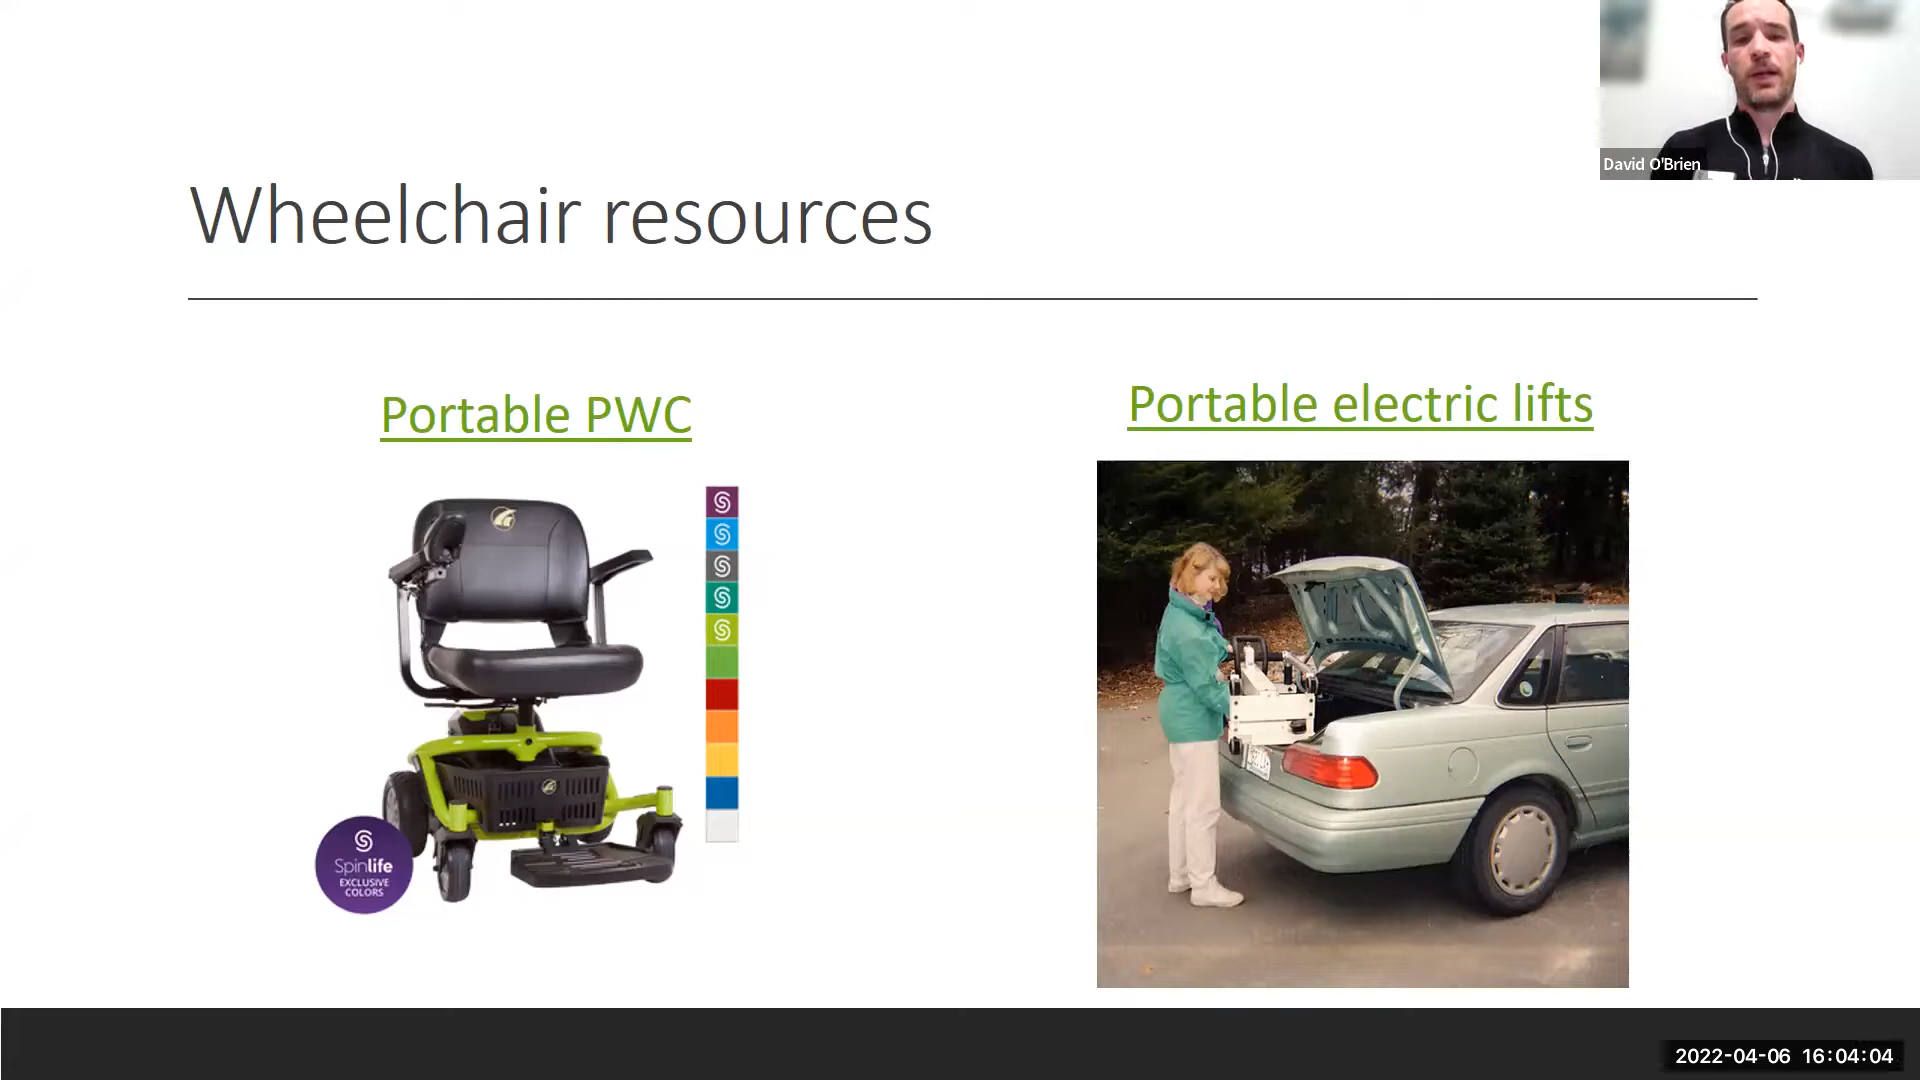 David O'Brien
Wheelchair resources
Portable PWC
Portable electric lifts
Spinlife
EXCLUSIVE
COLORS
2022-04-06 16:04:04